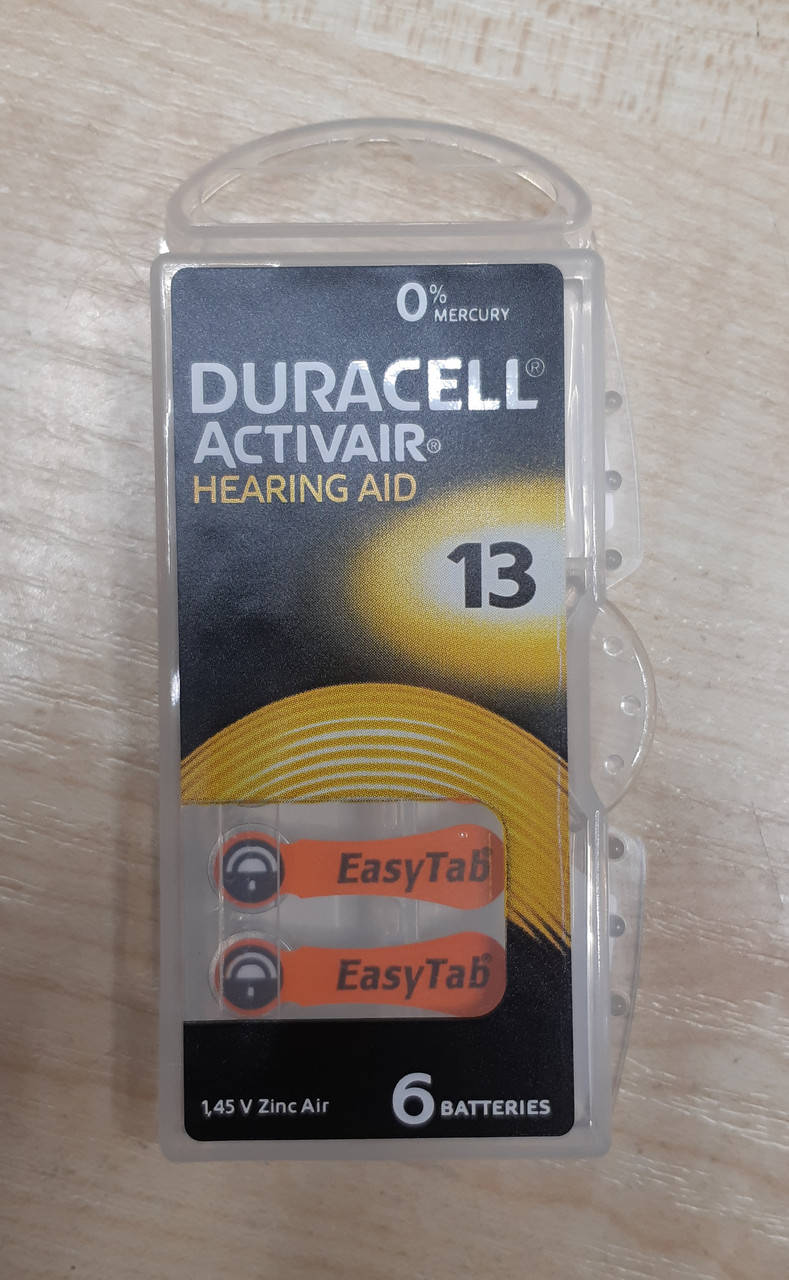 0% MERCURY
DURACELL®
ACTIVAIR®
HEARING AID
13
EasyTab®
EasyTab®
1,45 V Zinc Air
6 BATTERIES